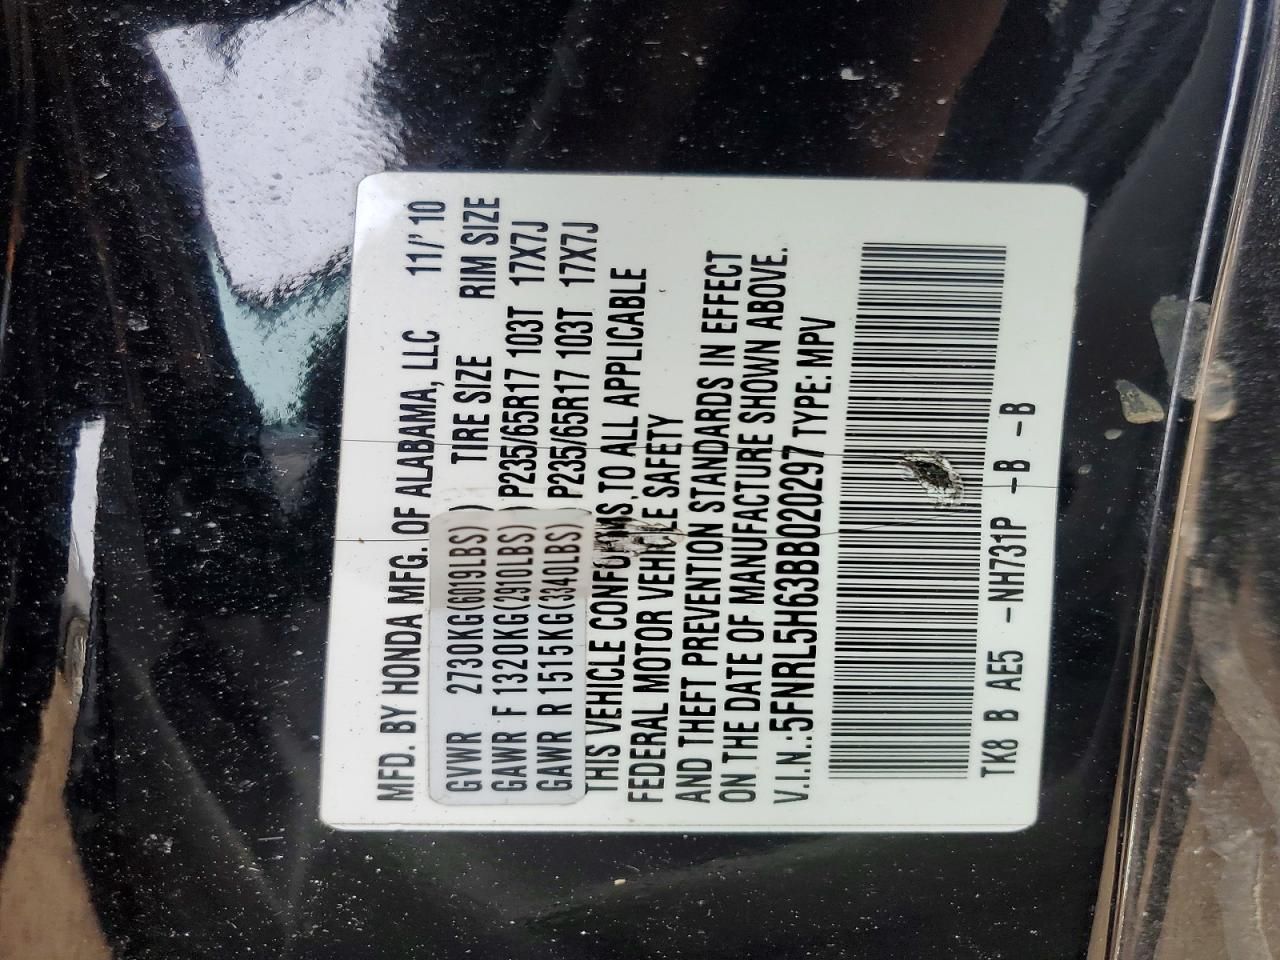 MFD. BY HONDA MFG. OF ALABAMA, LLC 11/'10
TIRE SIZE RIM SIZE
GVWR 2730KG(6019LBS) P235/65R17 103T 17X7J
GAWR F 1320KG(2910LBS) P235/65R17 103T 17X7J
GAWR R 1515KG(3340LBS)
THIS VEHICLE CONFORMS TO ALL APPLICABLE
FEDERAL MOTOR VEHICLE SAFETY
AND THEFT PREVENTION STANDARDS IN EFFECT
ON THE DATE OF MANUFACTURE SHOWN ABOVE.
V.I.N.:5FNRL5H63BB020297 TYPE: MPV
TK8 B AE5 -NH731P -B -B